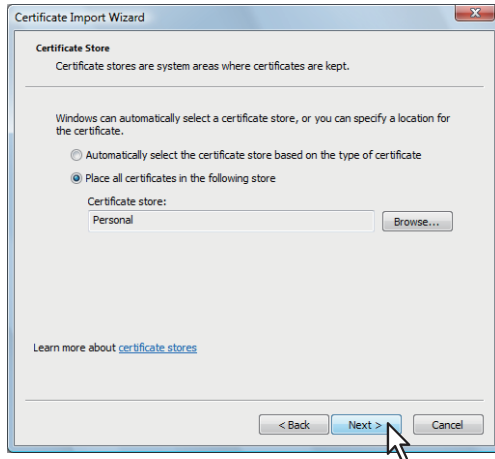 Certificate Import Wizard
Certificate Store
Certificate stores are system areas where certificates are kept.
Windows can automatically select a certificate store, or you can specify a location for
the certificate.
Automatically select the certificate store based on the type of certificate
Place all certificates in the following store
Certificate store:
Personal
Browse...
Learn more about certificate stores
< Back
Next >
Cancel